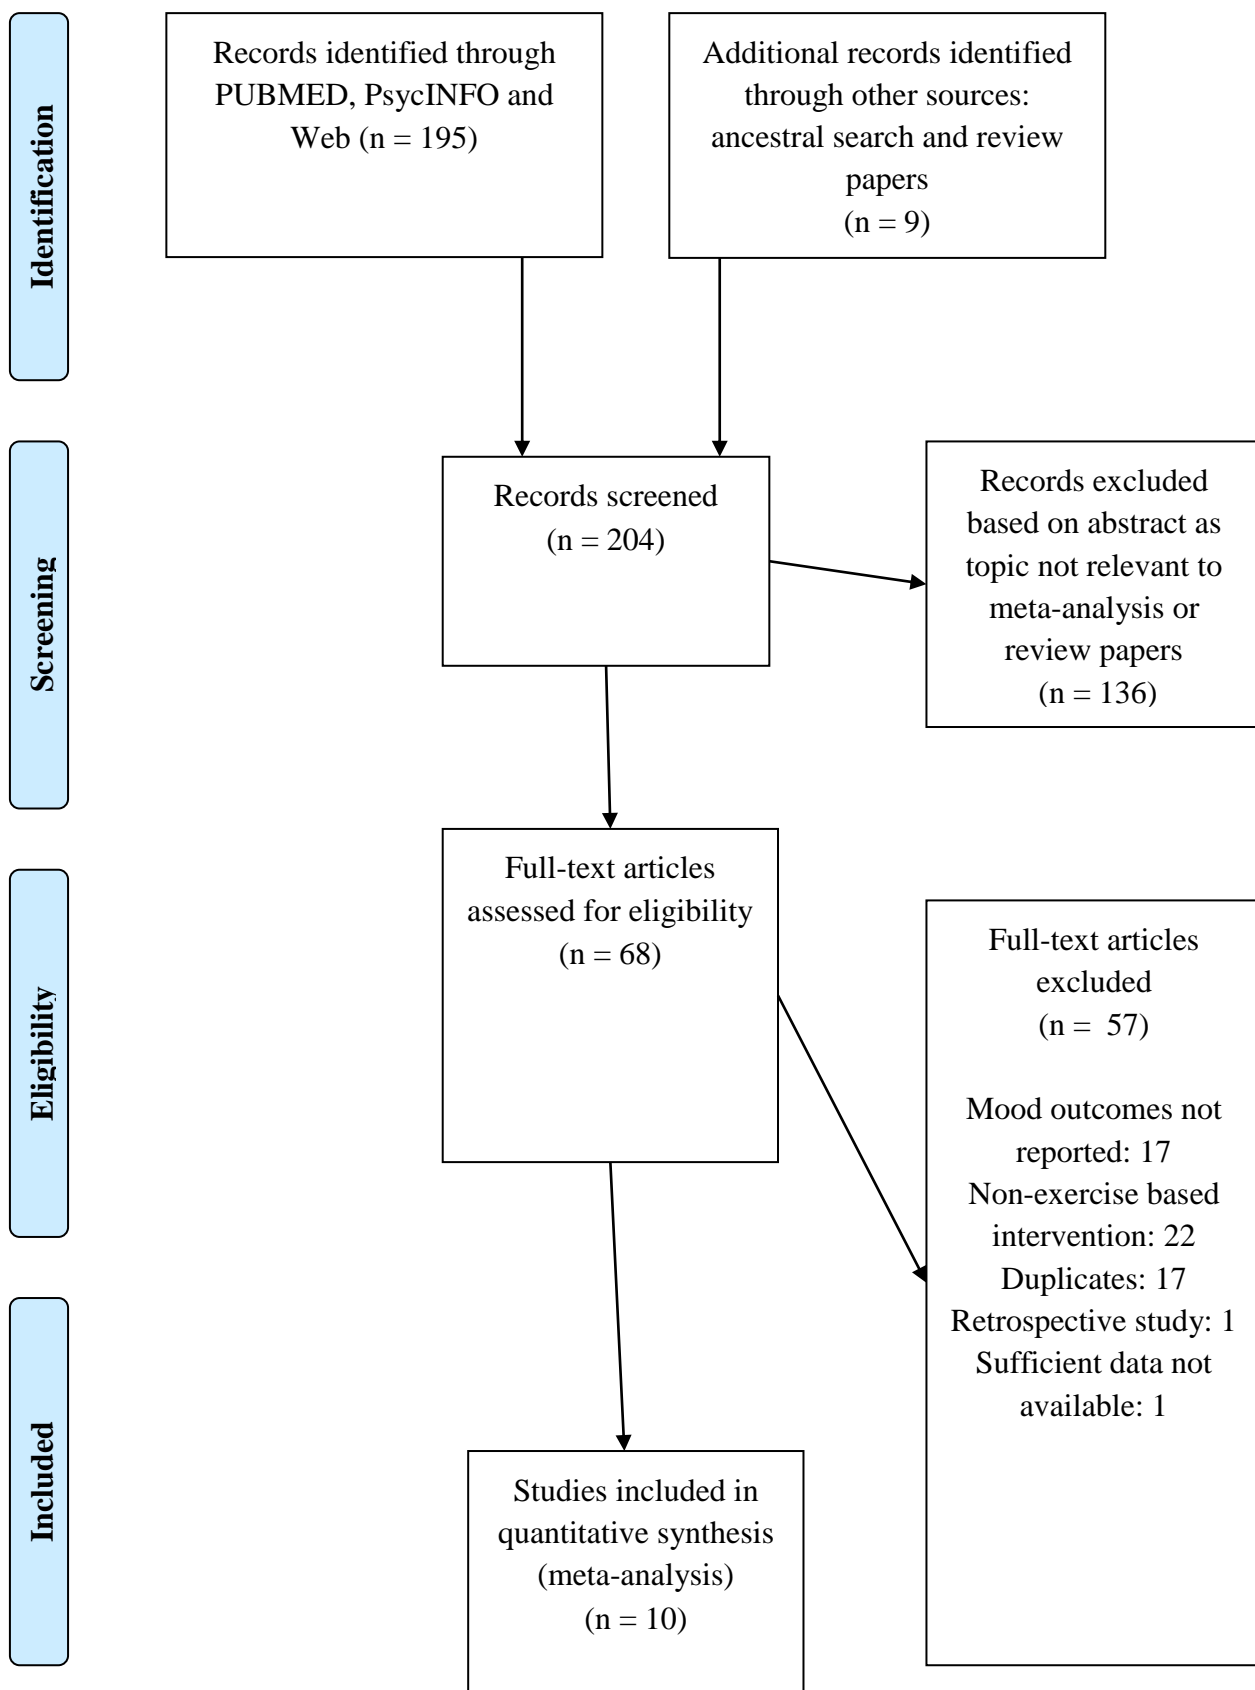 Identification
Records identified through
PUBMED, PsycINFO and
Web (n = 195)
Additional records identified
through other sources:
ancestral search and review
papers
(n = 9)
Screening
Records screened
(n = 204)
Records excluded
based on abstract as
topic not relevant to
meta-analysis or
review papers
(n = 136)
Eligibility
Full-text articles
assessed for eligibility
(n = 68)
Full-text articles
excluded
(n =  57)
Mood outcomes not
reported: 17
Non-exercise based
intervention: 22
Duplicates: 17
Retrospective study: 1
Sufficient data not
available: 1
Included
Studies included in
quantitative synthesis
(meta-analysis)
(n = 10)